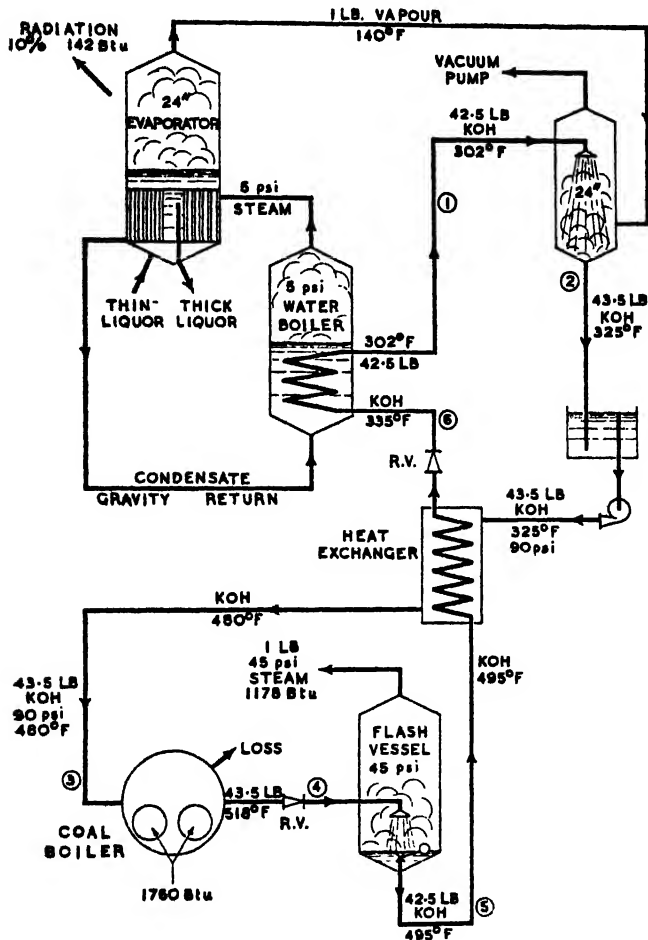 RADIATION
10% 142 Btu
1 LB. VAPOUR
140°F
VACUUM
PUMP
24"
EVAPORATOR
42·5 LB
KOH
302°F
24"
5 psi
STEAM
①
②
THIN-
LIQUOR
THICK
LIQUOR
5 psi
WATER
BOILER
302°F
42·5 LB
KOH
335°F
43·5 LB
KOH
325°F
⑥
R.V.
CONDENSATE
GRAVITY RETURN
HEAT
EXCHANGER
43·5 LB
KOH
325°F
90psi
KOH
480°F
1 LB
45 psi
STEAM
1178 Btu
KOH
495°F
43·5 LB
KOH
90 psi
480°F
③
LOSS
FLASH
VESSEL
45 psi
43·5 LB
518°F
④
R.V.
COAL
BOILER
1760 Btu
42·5 LB
KOH
495°F
⑤